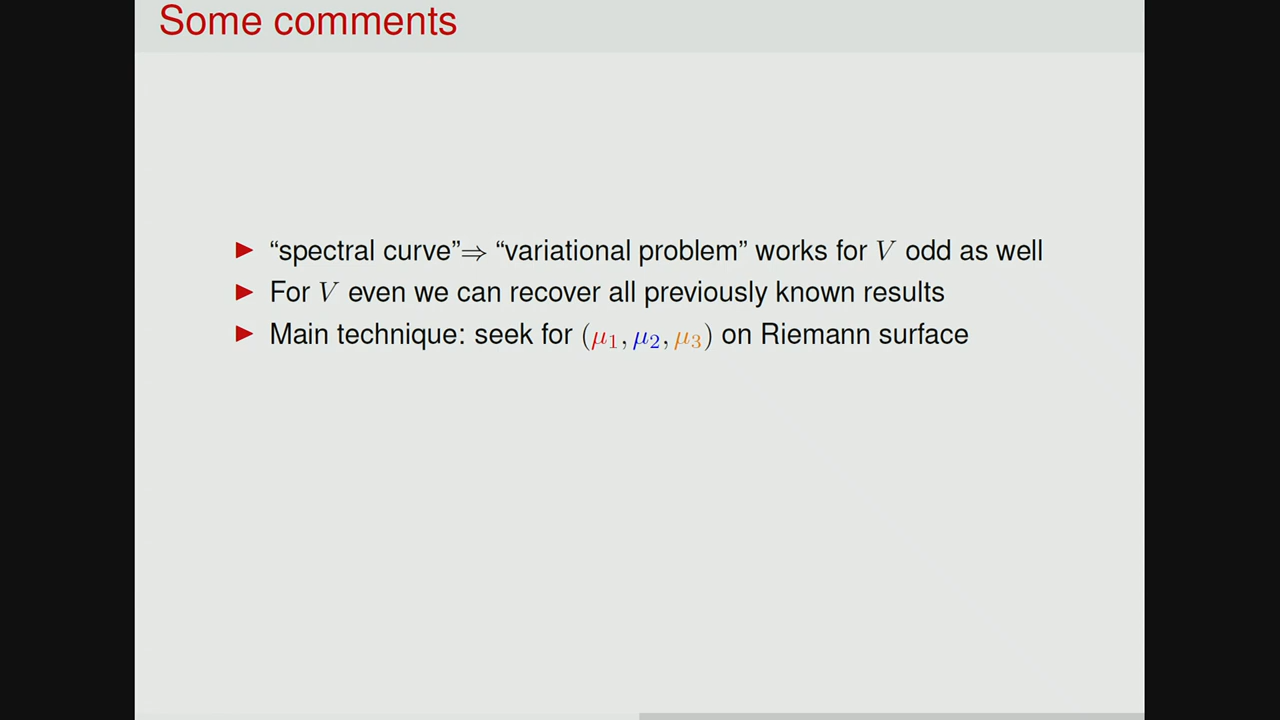 Some comments
▶ “spectral curve”⇒ “variational problem” works for V odd as well
▶ For V even we can recover all previously known results
▶ Main technique: seek for (μ₁, μ₂, μ₃) on Riemann surface